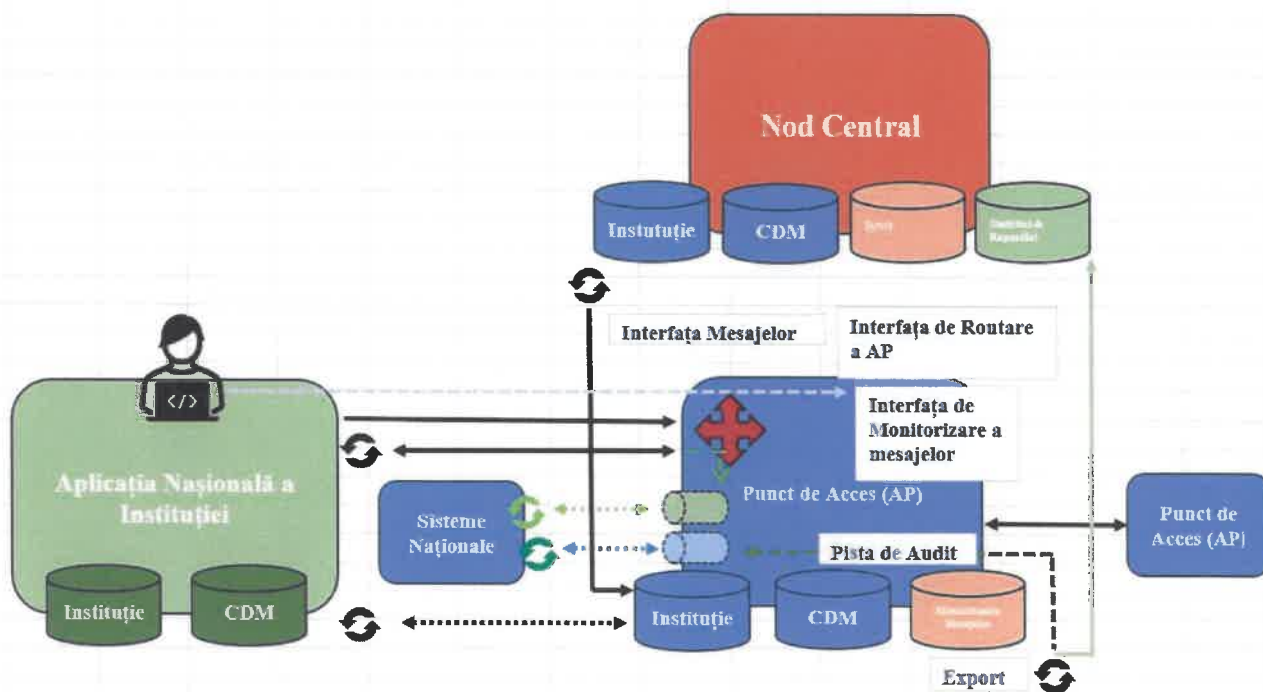 Nod Central
Instutuție
CDM
Interfața Mesajelor
Interfața de Routare
a AP
Interfața de
Monitorizare a
mesajelor
</>
Aplicația Nașională a
Instituției
Instituție
CDM
Sisteme
Naționale
Punct de Acces (AP)
Pista de Audit
Instituție
CDM
Export
Punct de
Acces (AP)